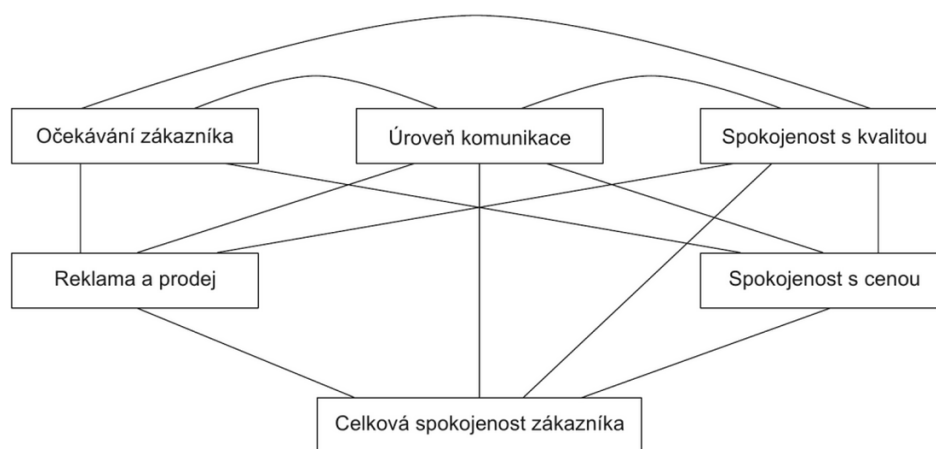 Očekávání zákazníka
Úroveň komunikace
Spokojenost s kvalitou
Reklama a prodej
Spokojenost s cenou
Celková spokojenost zákazníka